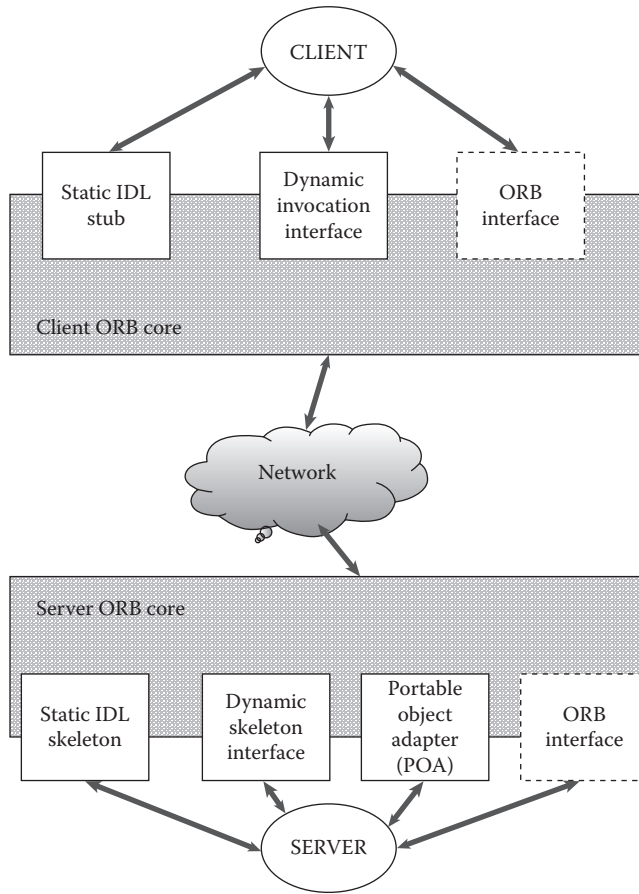 CLIENT
Static IDL
stub
Dynamic
invocation
interface
ORB
interface
Client ORB core
Network
Server ORB core
Static IDL
skeleton
Dynamic
skeleton
interface
Portable
object
adapter
(POA)
ORB
interface
SERVER